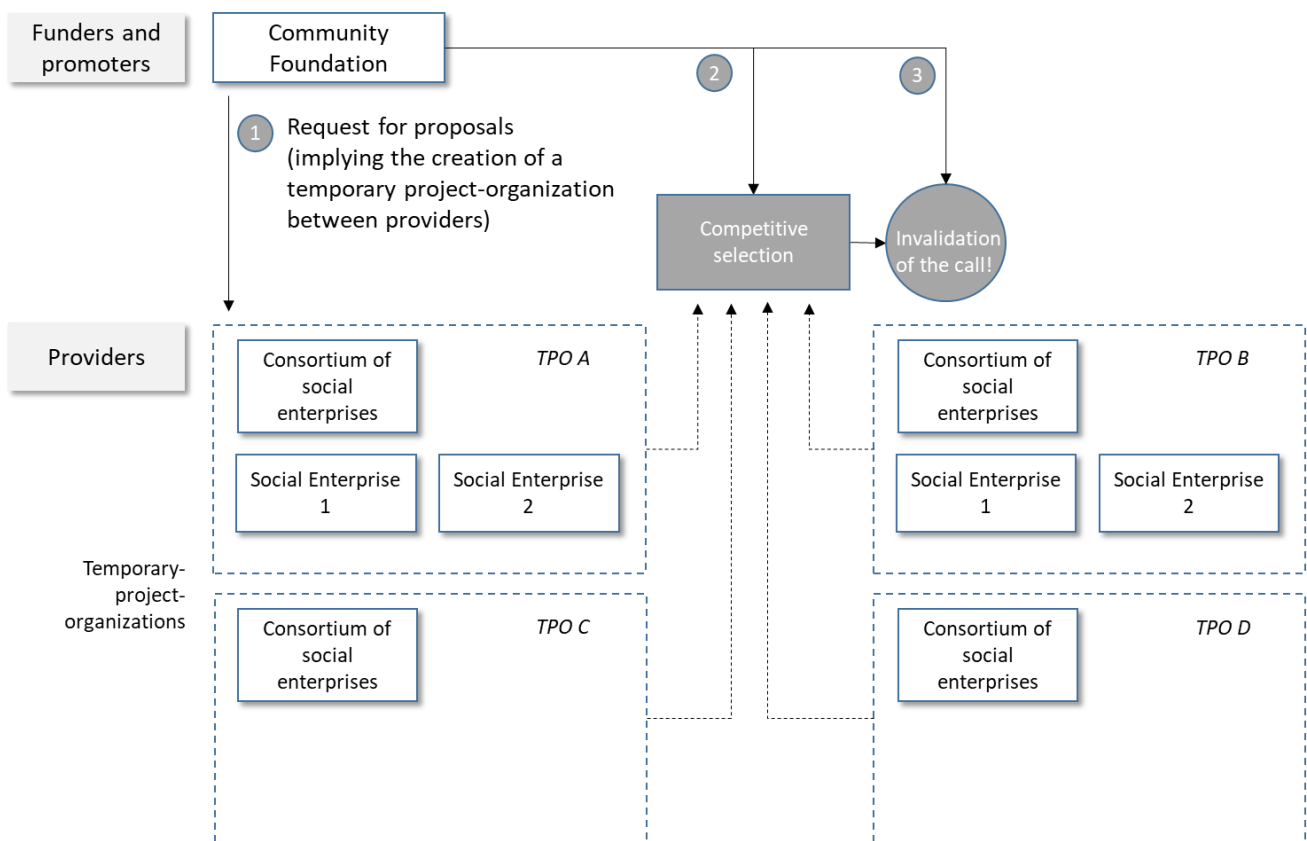 Funders and
promoters
Community
Foundation
2
3
1
Request for proposals
(implying the creation of a
temporary project-organization
between providers)
Competitive
selection
Invalidation
of the call!
Providers
Consortium of
social
enterprises
TPO A
Social Enterprise
1
Social Enterprise
2
Consortium of
social
enterprises
TPO B
Social Enterprise
1
Social Enterprise
2
Temporary-
project-
organizations
Consortium of
social
enterprises
TPO C
Consortium of
social
enterprises
TPO D